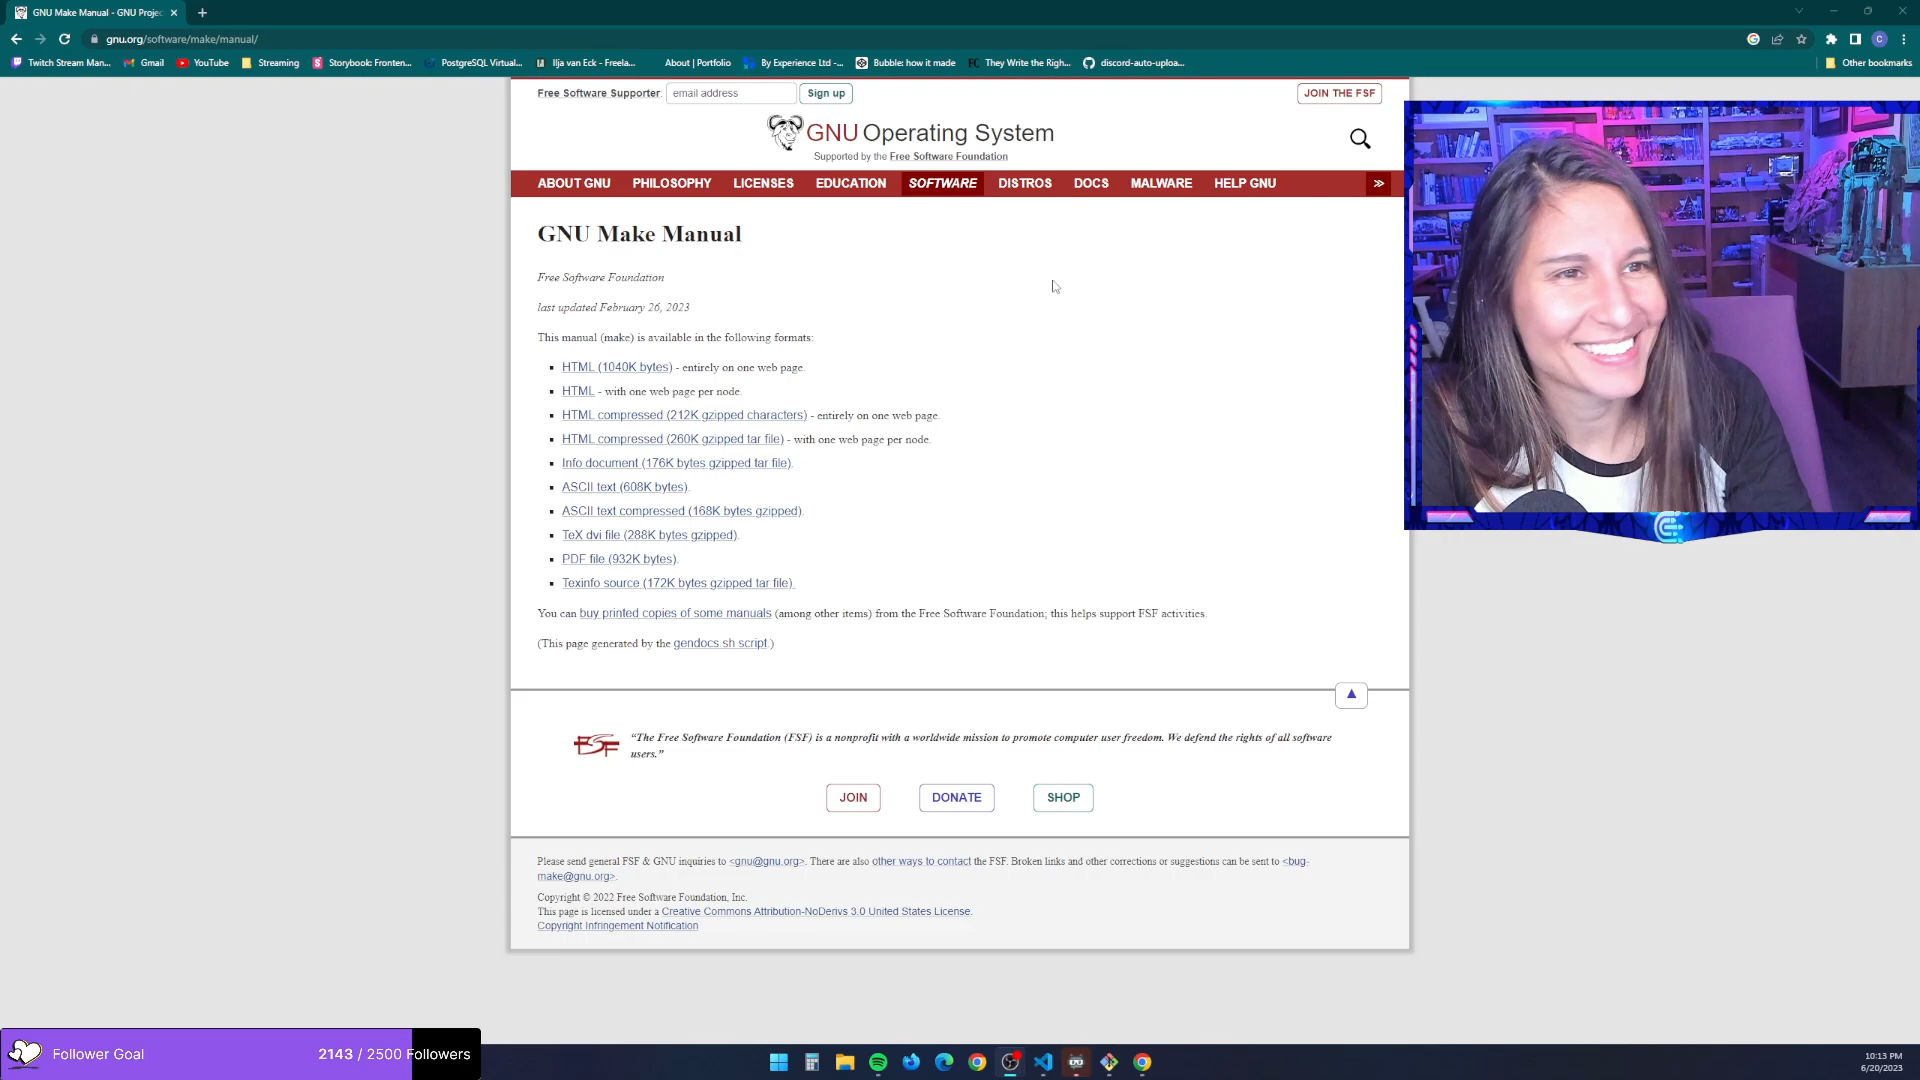 GNU Make Manual - GNU Projec
gnu.org/software/make/manual/
Twitch Stream Man... Gmail YouTube Streaming Storybook: Fronten... PostgreSQL Virtual... Ilja van Eck - Freela... About | Portfolio By Experience Ltd -... Bubble: how it made They Write the Righ... discord-auto-uploa... Other bookmarks
Free Software Supporter: email address Sign up JOIN THE FSF
GNU Operating System
Supported by the Free Software Foundation
ABOUT GNU PHILOSOPHY LICENSES EDUCATION SOFTWARE DISTROS DOCS MALWARE HELP GNU
GNU Make Manual
Free Software Foundation
last updated February 26, 2023
This manual (make) is available in the following formats:
HTML (1040K bytes) - entirely on one web page.
HTML - with one web page per node.
HTML compressed (212K gzipped characters) - entirely on one web page.
HTML compressed (260K gzipped tar file) - with one web page per node.
Info document (176K bytes gzipped tar file).
ASCII text (608K bytes).
ASCII text compressed (168K bytes gzipped).
TeX dvi file (288K bytes gzipped).
PDF file (932K bytes).
Texinfo source (172K bytes gzipped tar file).
You can buy printed copies of some manuals (among other items) from the Free Software Foundation; this helps support FSF activities.
(This page generated by the gendocs.sh script.)
FSF
“The Free Software Foundation (FSF) is a nonprofit with a worldwide mission to promote computer user freedom. We defend the rights of all software
users.”
JOIN DONATE SHOP
Please send general FSF & GNU inquiries to <gnu@gnu.org>. There are also other ways to contact the FSF. Broken links and other corrections or suggestions can be sent to <bug-
make@gnu.org>.
Copyright © 2022 Free Software Foundation, Inc.
This page is licensed under a Creative Commons Attribution-NoDerivs 3.0 United States License.
Copyright Infringement Notification
Follower Goal 2143 / 2500 Followers
10:13 PM
6/20/2023